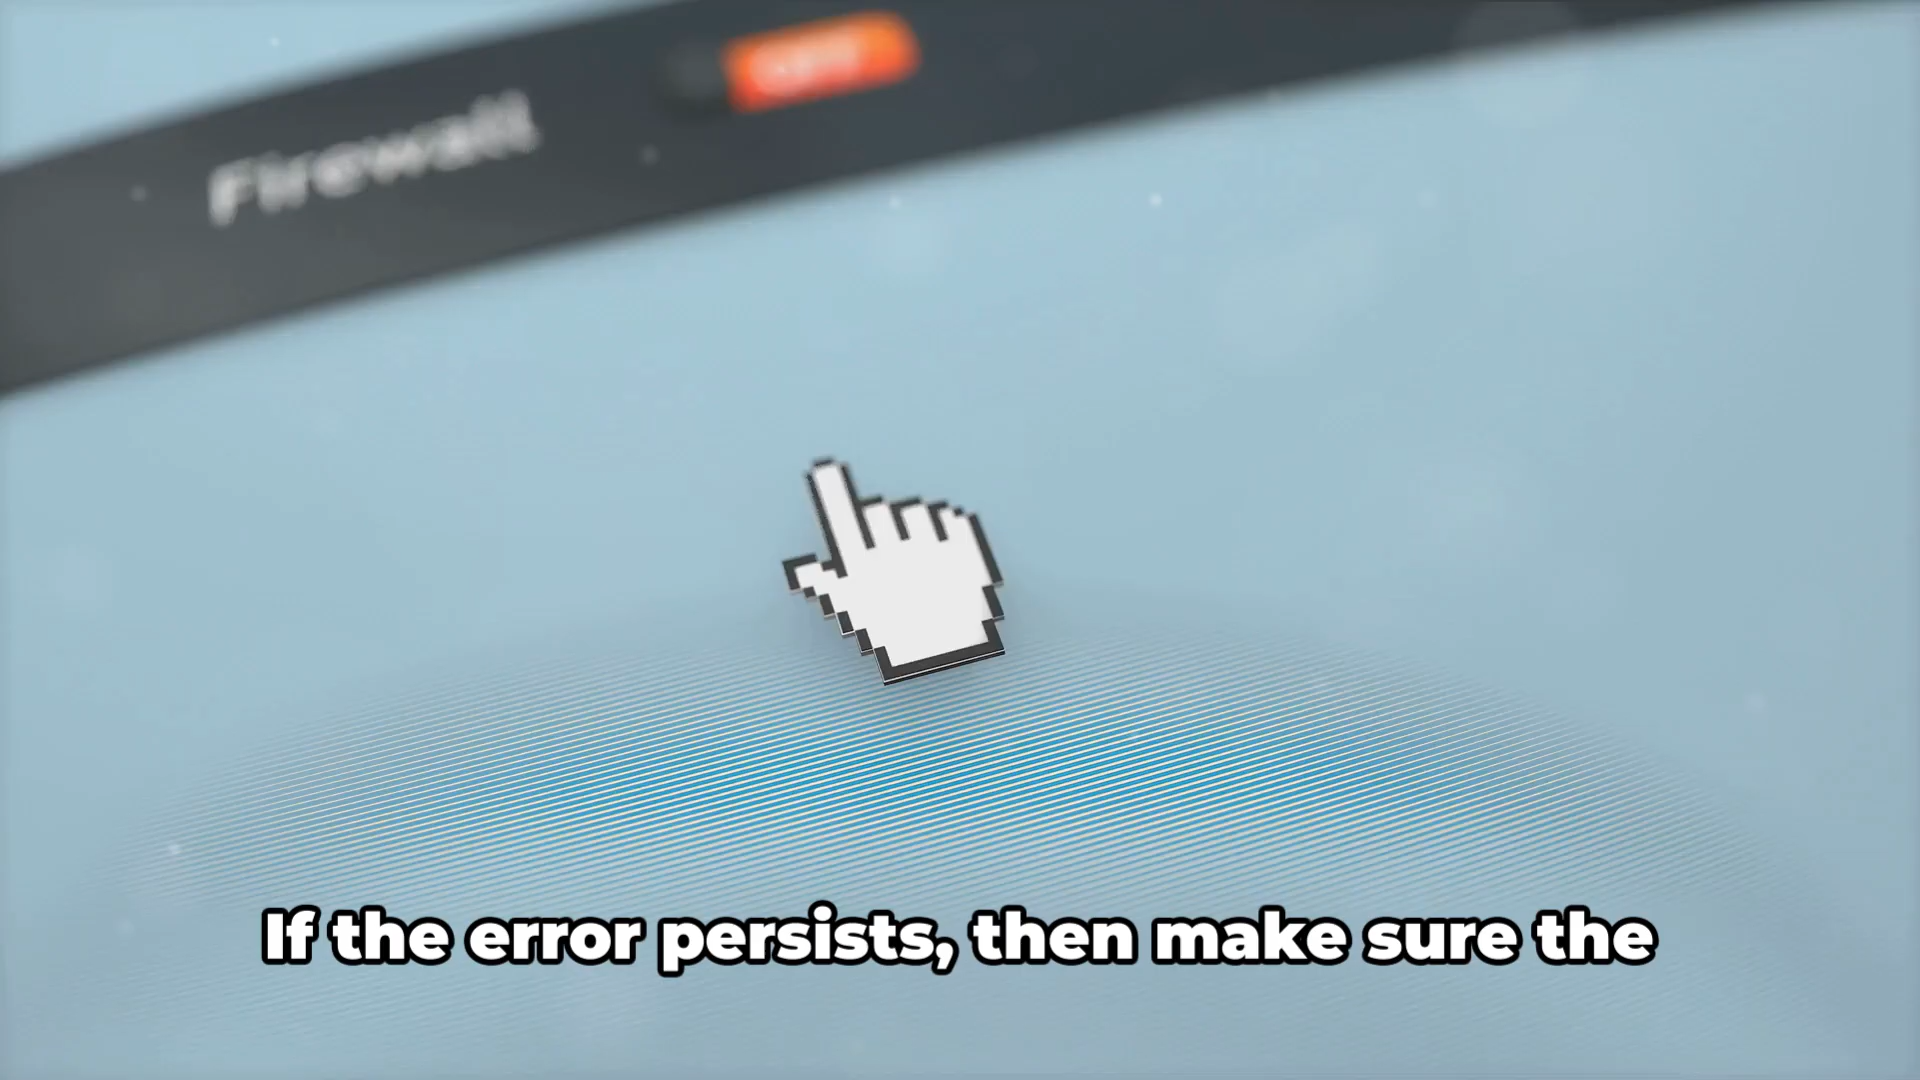 Firewall
If the error persists, then make sure the